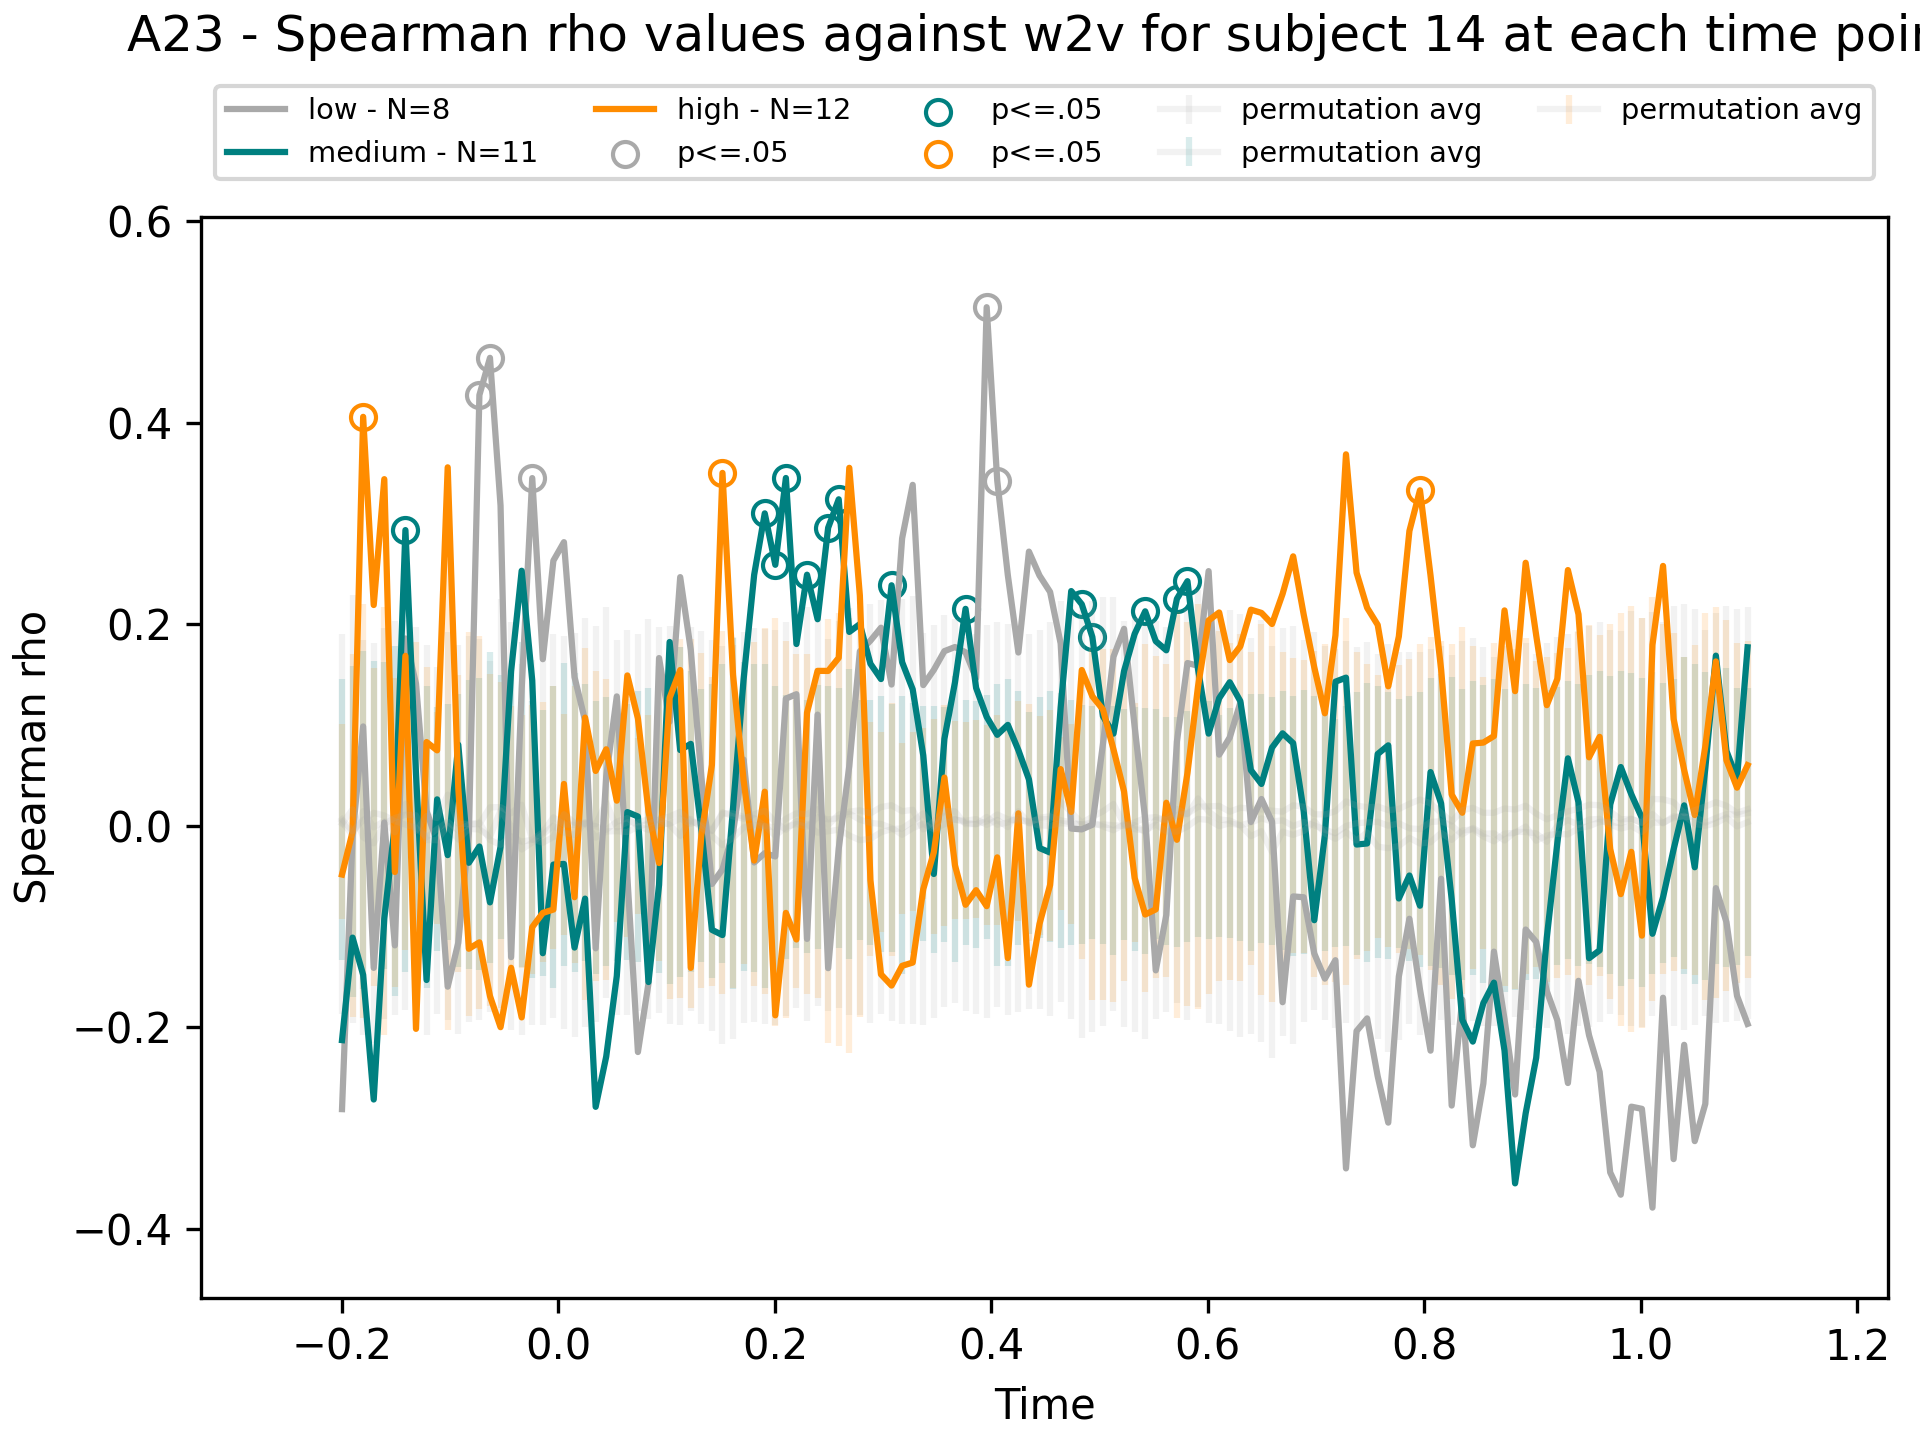 A23 - Spearman rho values against w2v for subject 14 at each time poi
low - N=8
medium - N=11
high - N=12
p<=.05
p<=.05
p<=.05
permutation avg
permutation avg
permutation avg
0.6
0.4
0.2
0.0
−0.2
−0.4
Spearman rho
−0.2 0.0 0.2 0.4 0.6 0.8 1.0 1.2
Time